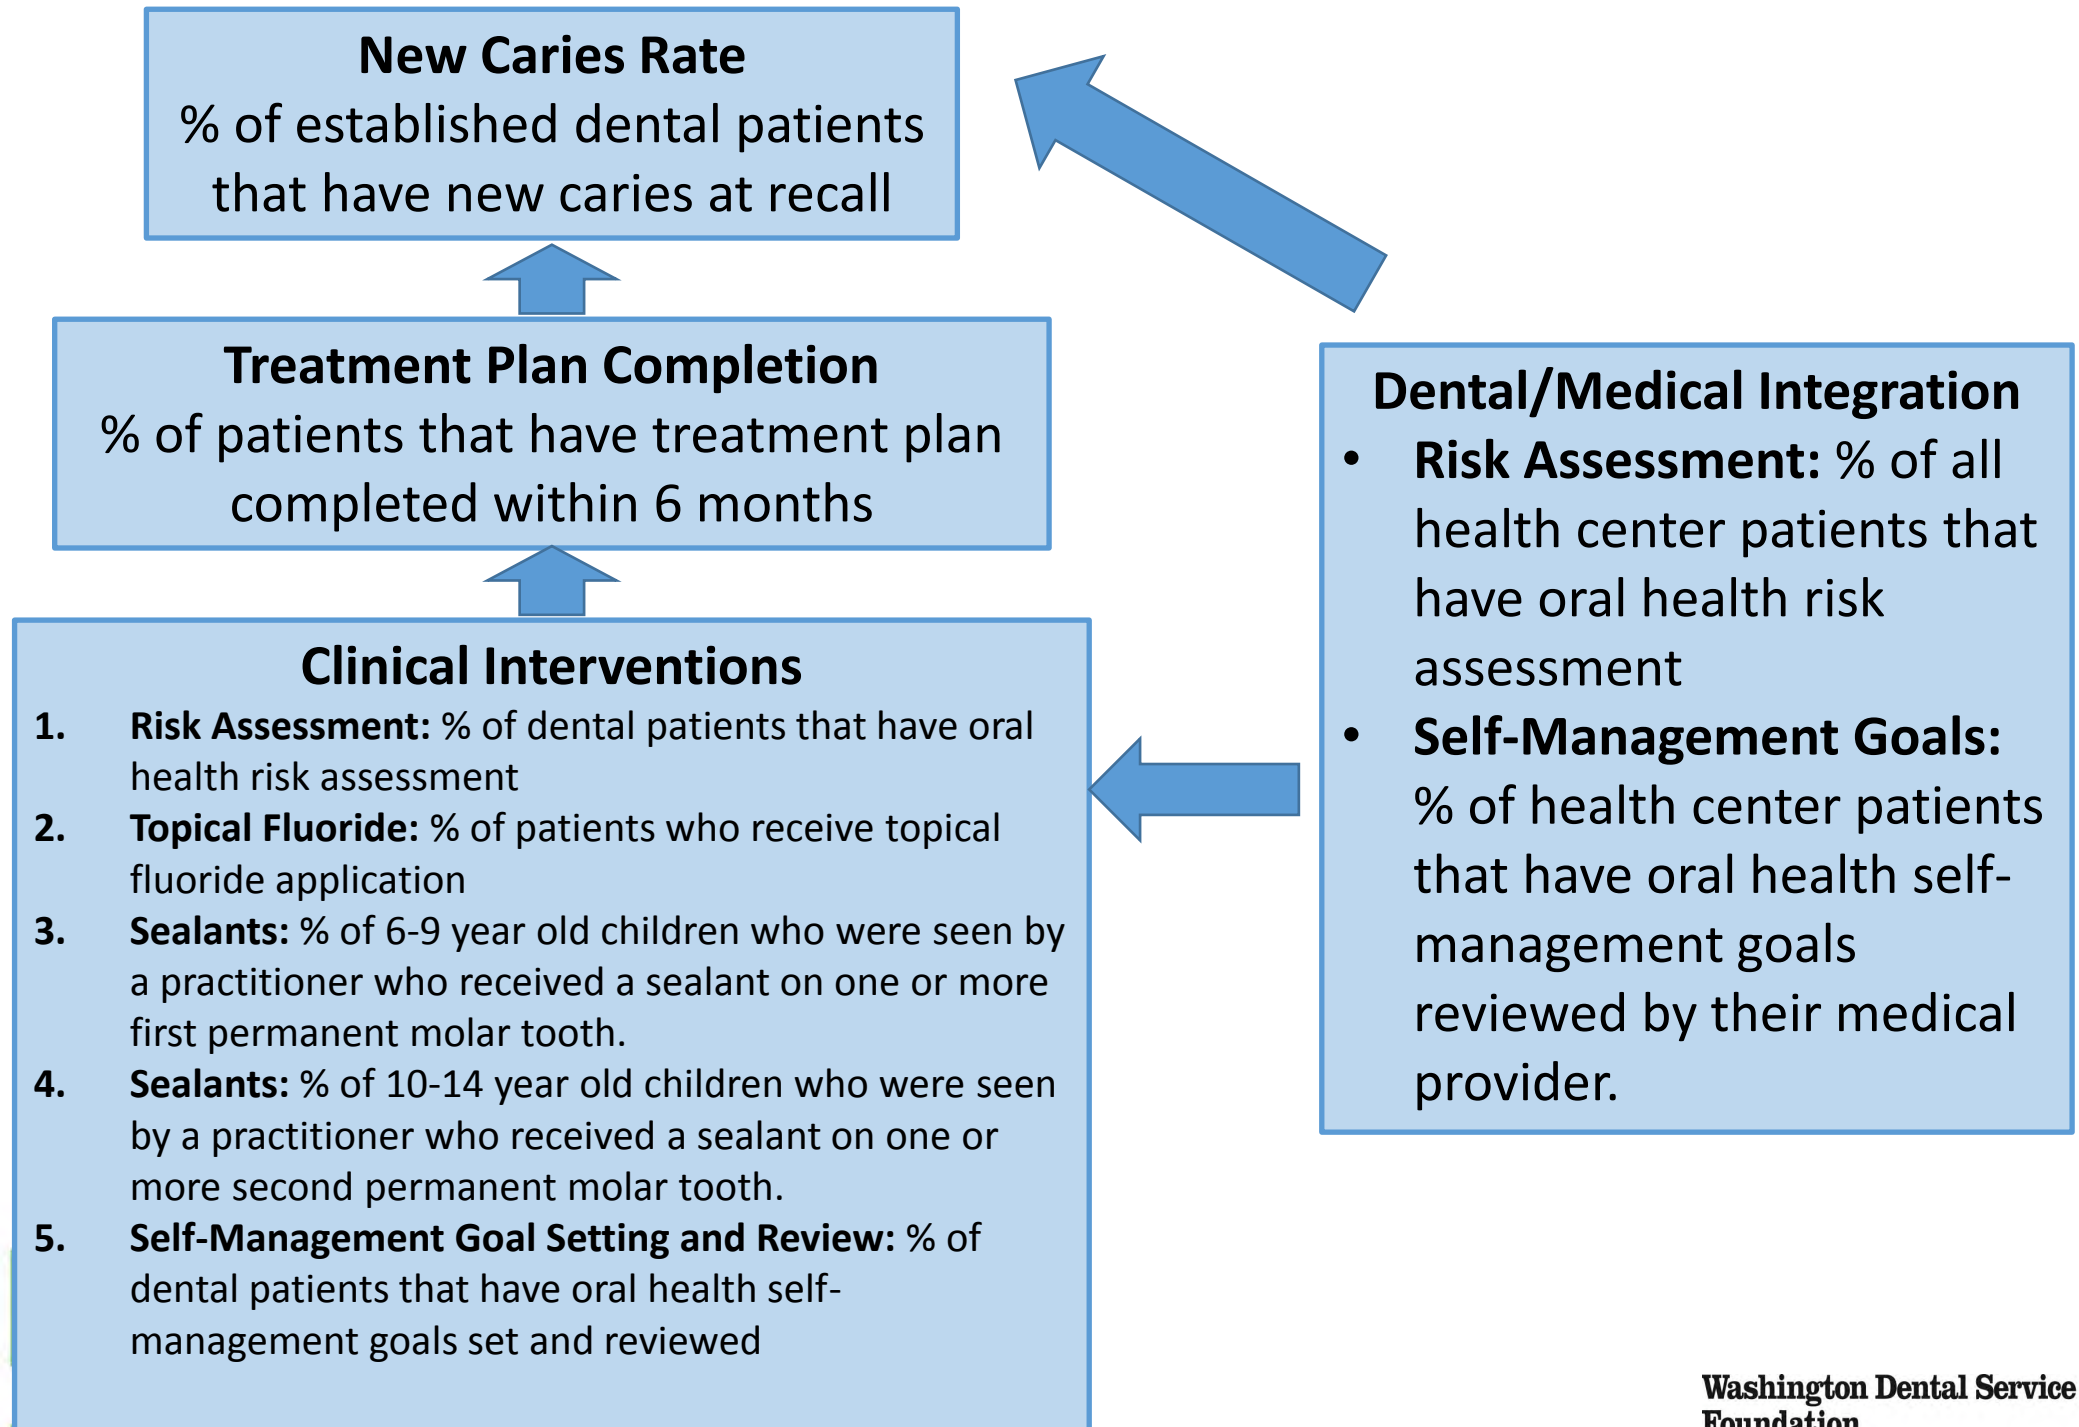 New Caries Rate
% of established dental patients
that have new caries at recall
Treatment Plan Completion
% of patients that have treatment plan
completed within 6 months
Clinical Interventions
1. Risk Assessment: % of dental patients that have oral
health risk assessment
2. Topical Fluoride: % of patients who receive topical
fluoride application
3. Sealants: % of 6-9 year old children who were seen by
a practitioner who received a sealant on one or more
first permanent molar tooth.
4. Sealants: % of 10-14 year old children who were seen
by a practitioner who received a sealant on one or
more second permanent molar tooth.
5. Self-Management Goal Setting and Review: % of
dental patients that have oral health self-
management goals set and reviewed
Dental/Medical Integration
• Risk Assessment: % of all
health center patients that
have oral health risk
assessment
• Self-Management Goals:
% of health center patients
that have oral health self-
management goals
reviewed by their medical
provider.
Washington Dental Service
Foundation